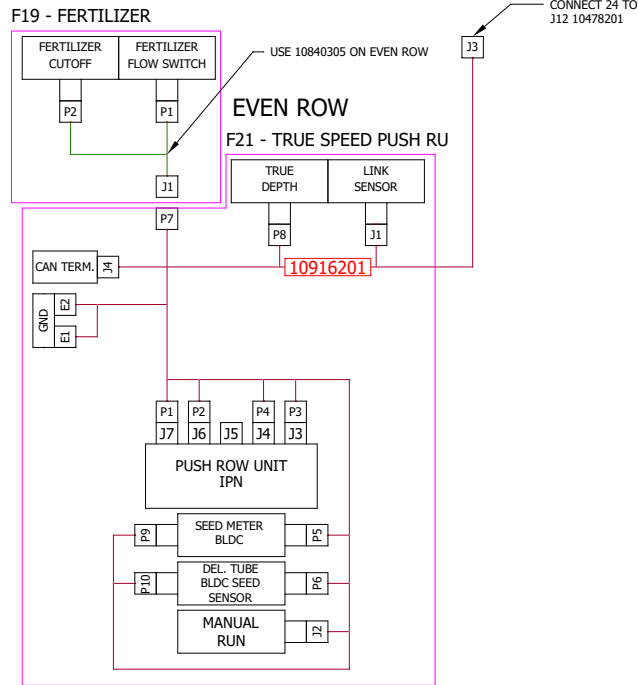 F19 - FERTILIZER
CONNECT 24 TO
J12 10478201
FERTILIZER
CUTOFF
FERTILIZER
FLOW SWITCH
USE 10840305 ON EVEN ROW
J3
P2
P1
EVEN ROW
F21 - TRUE SPEED PUSH RU
TRUE
DEPTH
LINK
SENSOR
J1
P7
P8
J1
CAN TERM.
J4
10916201
GND
E2
E1
P1
P2
P4
P3
J7
J6
J5
J4
J3
PUSH ROW UNIT
IPN
P9
SEED METER
BLDC
P5
P10
DEL. TUBE
BLDC SEED
SENSOR
P6
MANUAL
RUN
J2